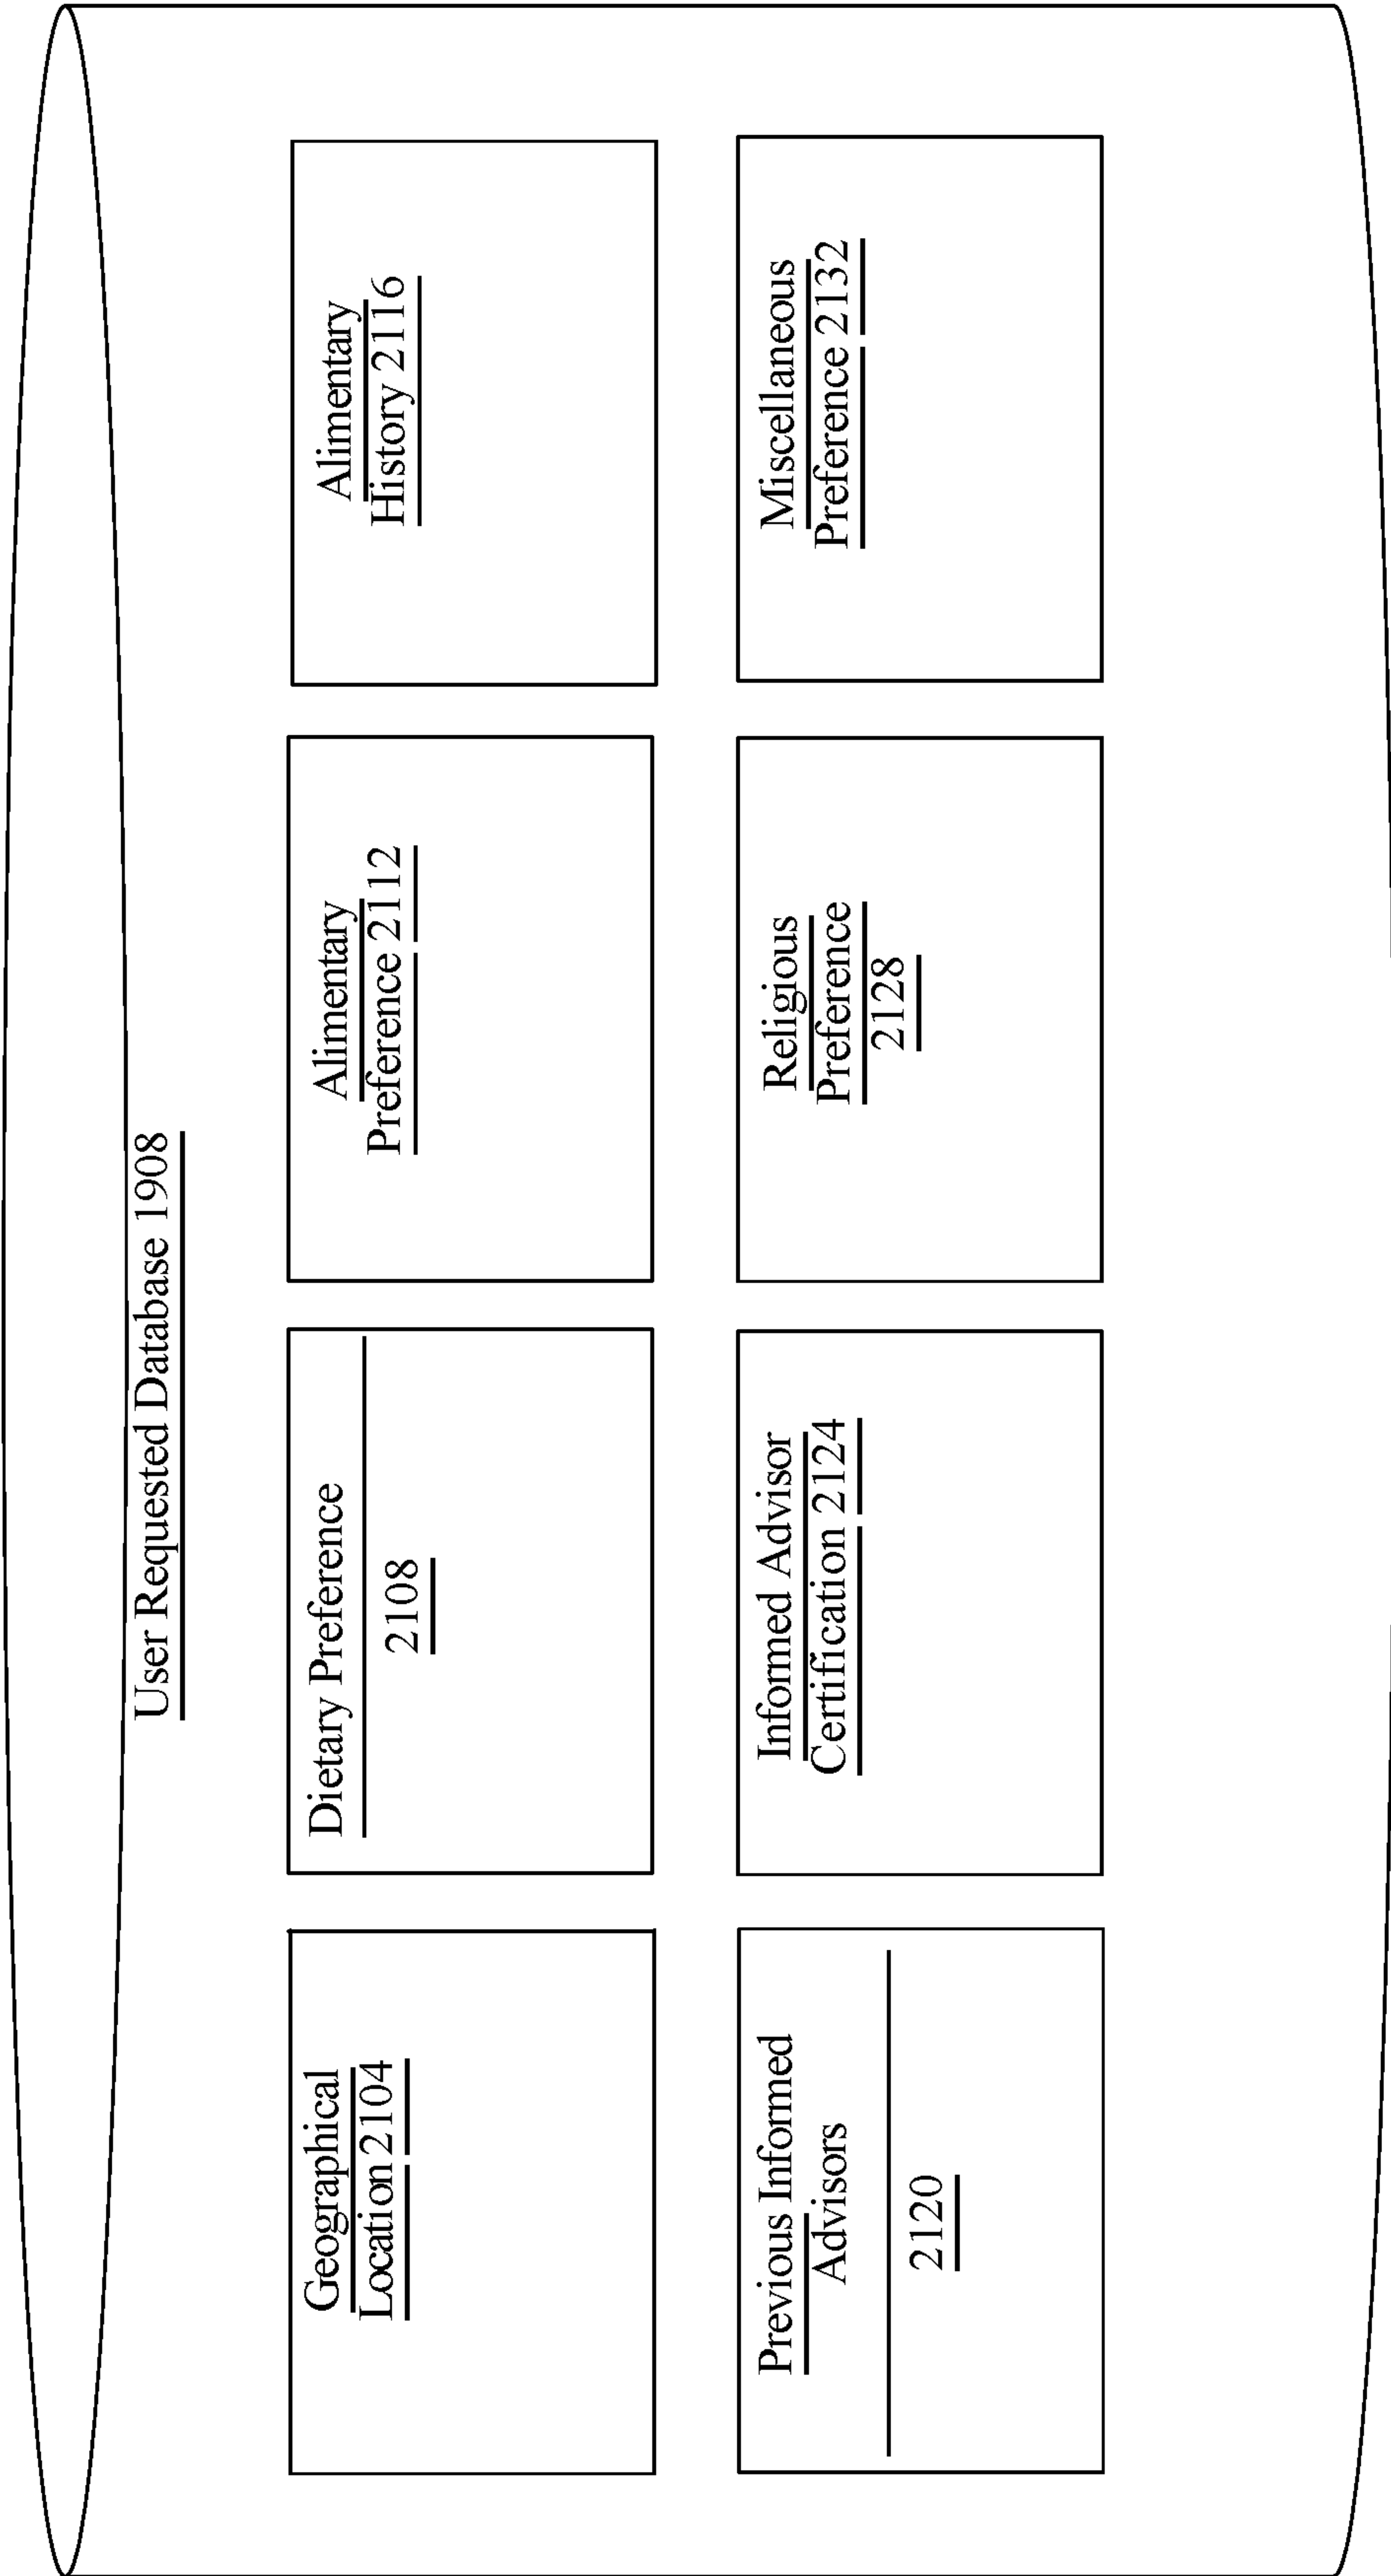 User Requested Database 1908
Geographical
Location 2104
Dietary Preference
2108
Alimentary
Preference 2112
Alimentary
History 2116
Previous Informed
Advisors
2120
Informed Advisor
Certification 2124
Religious
Preference
2128
Miscellaneous
Preference 2132